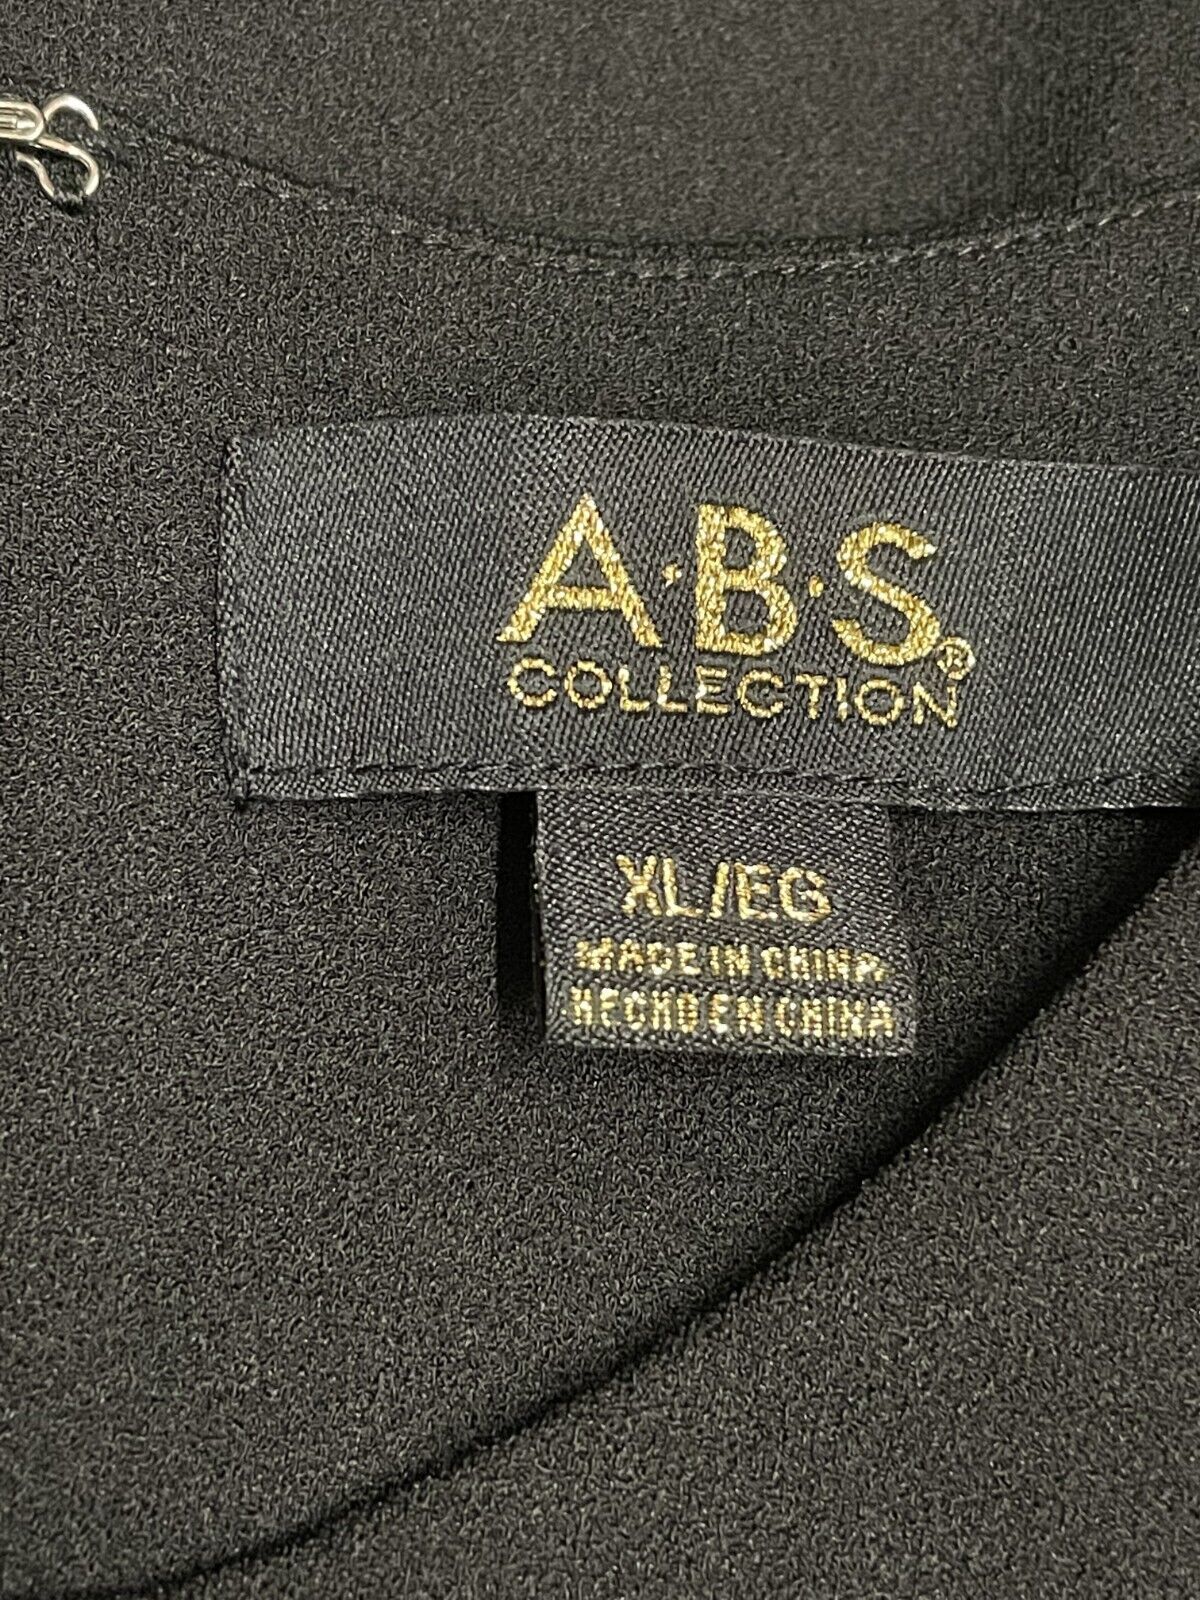 A·B·S®
COLLECTION
XL/EG
MADE IN CHINA
HECHO EN CHINA